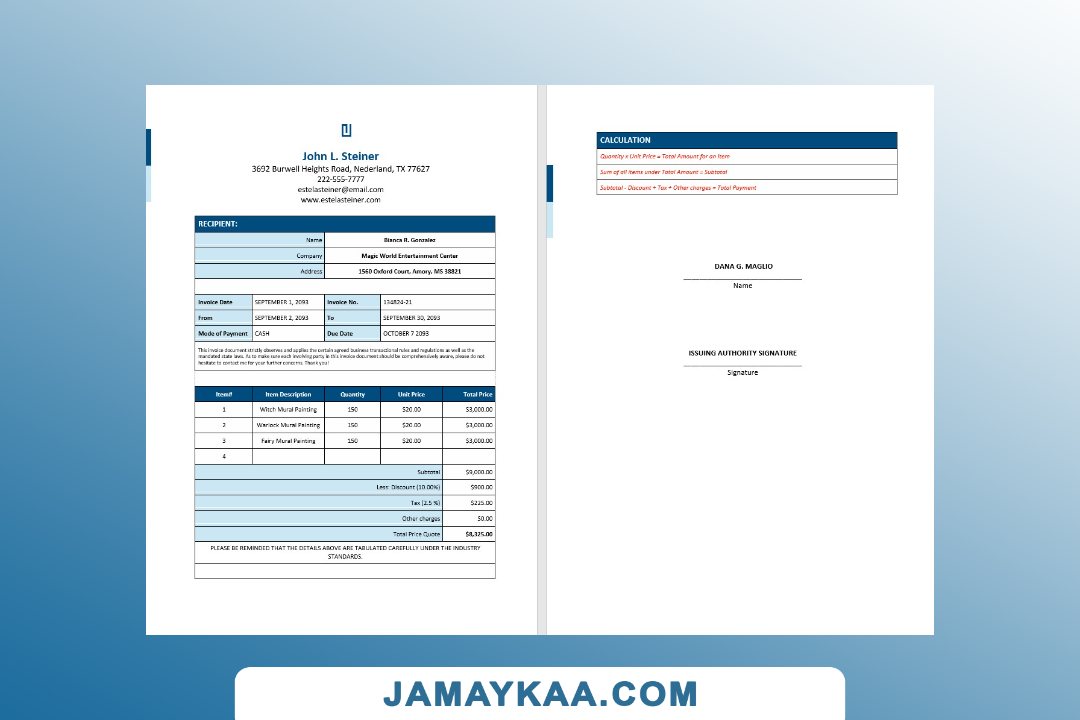 John L. Steiner
3692 Burwell Heights Road, Nederland, TX 77627
222-555-7777
estelasteiner@email.com
www.estelasteiner.com
RECIPIENT:
Name Bianca R. Gonzalez
Company Magic World Entertainment Center
Address 1560 Oxford Court, Amory, MS 38821
Invoice Date SEPTEMBER 1, 2093 Invoice No. 134824-21
From SEPTEMBER 2, 2093 To SEPTEMBER 30, 2093
Mode of Payment CASH Due Date OCTOBER 7 2093
This invoice document strictly observes and applies the certain agreed business transactional rules and regulations as well as the
mandated state laws. As to make sure each involving party in this invoice document should be comprehensively aware, please do not
hesitate to contact me for your further concerns. Thank you!
Item# Item Description Quantity Unit Price Total Price
1 Witch Mural Painting 150 $20.00 $3,000.00
2 Warlock Mural Painting 150 $20.00 $3,000.00
3 Fairy Mural Painting 150 $20.00 $3,000.00
4
Subtotal $9,000.00
Less: Discount (10.00%) $900.00
Tax (2.5 %) $225.00
Other charges $0.00
Total Price Quote $8,325.00
PLEASE BE REMINDED THAT THE DETAILS ABOVE ARE TABULATED CAREFULLY UNDER THE INDUSTRY
STANDARDS.
CALCULATION
Quantity x Unit Price = Total Amount for an Item
Sum of all items under Total Amount = Subtotal
Subtotal - Discount + Tax + Other charges = Total Payment
DANA G. MAGLIO
Name
ISSUING AUTHORITY SIGNATURE
Signature
JAMAYKAA.COM